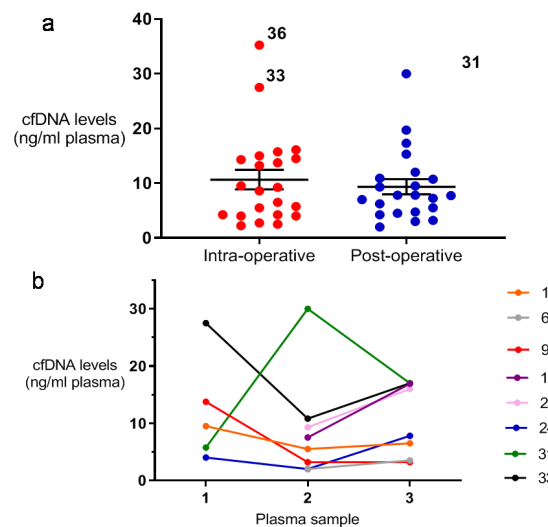 a
36
33
31
cfDNA levels
(ng/ml plasma)
40
30
20
10
0
Intra-operative
Post-operative
b
cfDNA levels
(ng/ml plasma)
30
20
10
0
1
2
3
Plasma sample
1
6
9
1
2
24
31
33